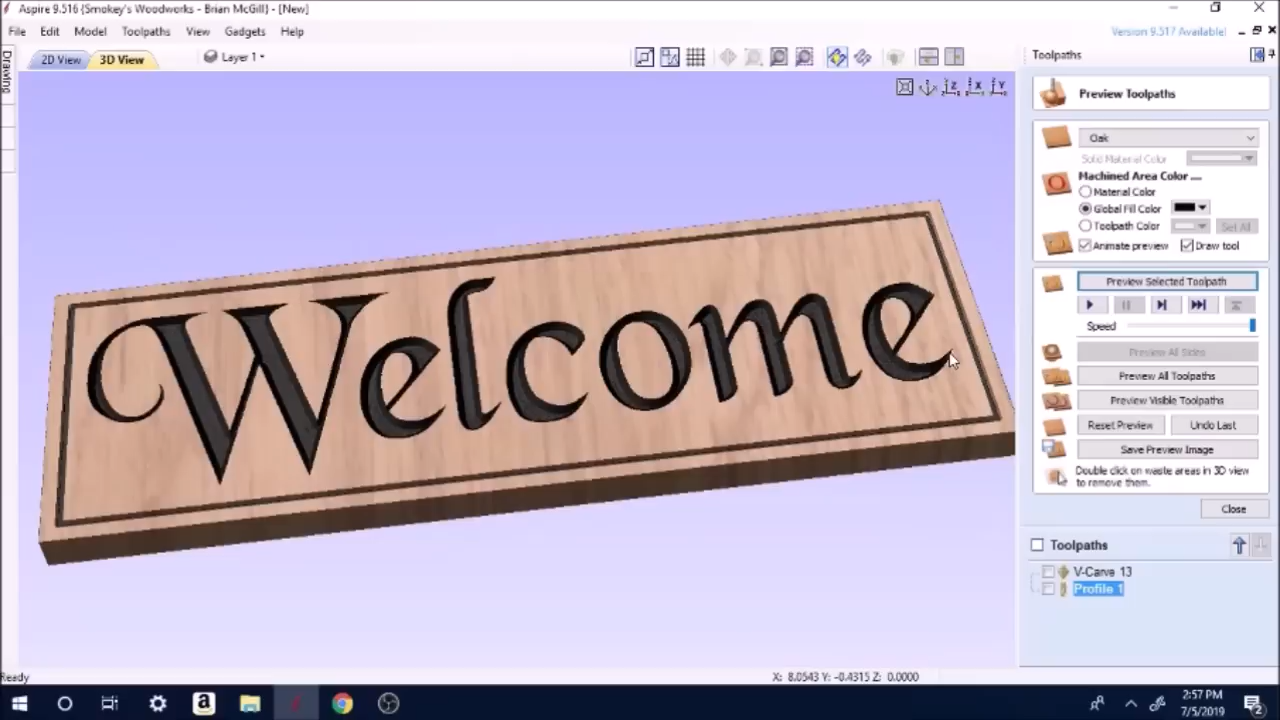 Aspire 9.516 {Smokey's Woodworks - Brian McGill} - [New]
File Edit Model Toolpaths View Gadgets Help
Version 9.517 Available!
Drawing
2D View 3D View Layer 1
Toolpaths
Preview Toolpaths
Oak
Solid Material Color
Machined Area Color ....
Material Color
Global Fill Color
Toolpath Color Set All
Animate preview Draw tool
Preview Selected Toolpath
Speed
Preview All Sides
Preview All Toolpaths
Preview Visible Toolpaths
Reset Preview Undo Last
Save Preview Image
Double click on waste areas in 3D view
to remove them.
Close
Toolpaths
V-Carve 13
Profile 1
Z X Y
Welcome
Ready
X: 8.0543 Y: -0.4315 Z: 0.0000
a
2:57 PM
7/5/2019
2